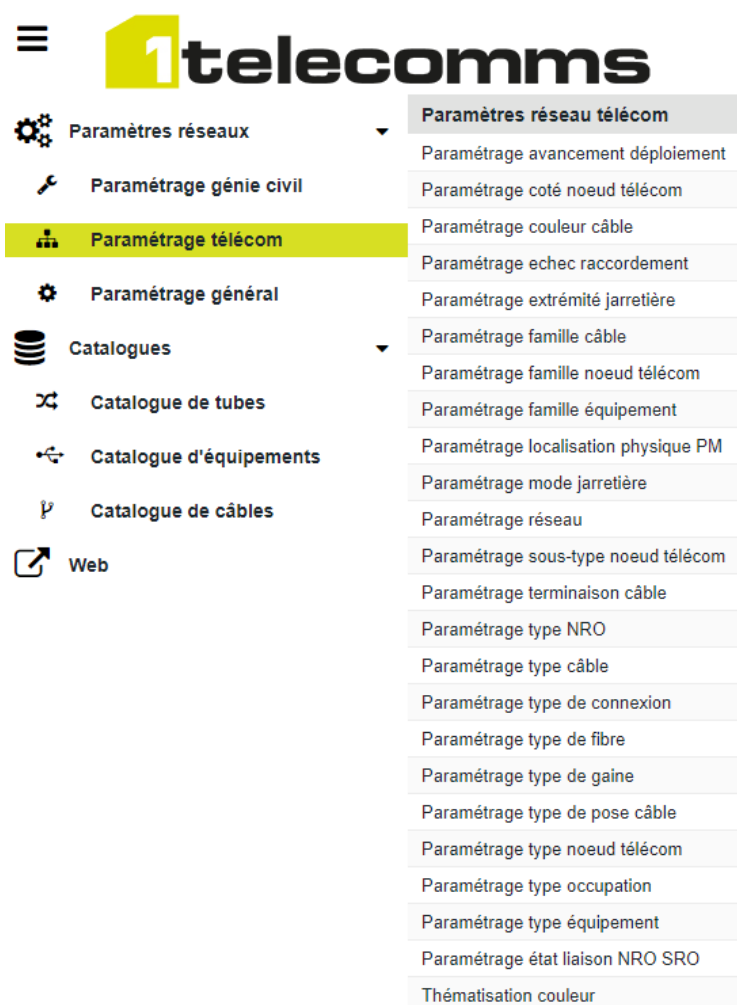 1telecomms
Paramètres réseaux
Paramétrage génie civil
Paramétrage télécom
Paramétrage général
Catalogues
Catalogue de tubes
Catalogue d'équipements
Catalogue de câbles
Web
Paramètres réseau télécom
Paramétrage avancement déploiement
Paramétrage coté noeud télécom
Paramétrage couleur câble
Paramétrage echec raccordement
Paramétrage extrémité jarretière
Paramétrage famille câble
Paramétrage famille noeud télécom
Paramétrage famille équipement
Paramétrage localisation physique PM
Paramétrage mode jarretière
Paramétrage réseau
Paramétrage sous-type noeud télécom
Paramétrage terminaison câble
Paramétrage type NRO
Paramétrage type câble
Paramétrage type de connexion
Paramétrage type de fibre
Paramétrage type de gaine
Paramétrage type de pose câble
Paramétrage type noeud télécom
Paramétrage type occupation
Paramétrage type équipement
Paramétrage état liaison NRO SRO
Thématisation couleur